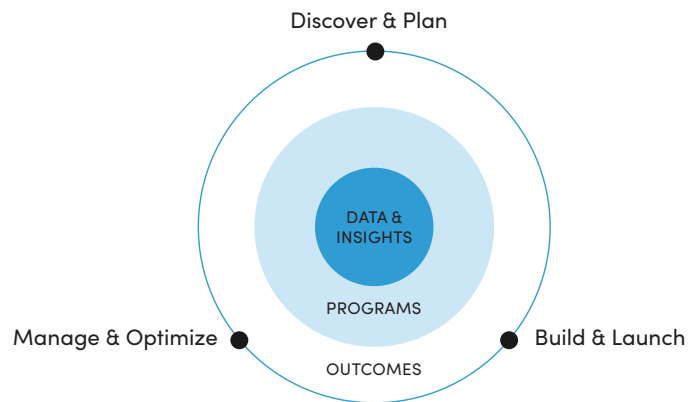 Discover & Plan
DATA &
INSIGHTS
PROGRAMS
Manage & Optimize
Build & Launch
OUTCOMES